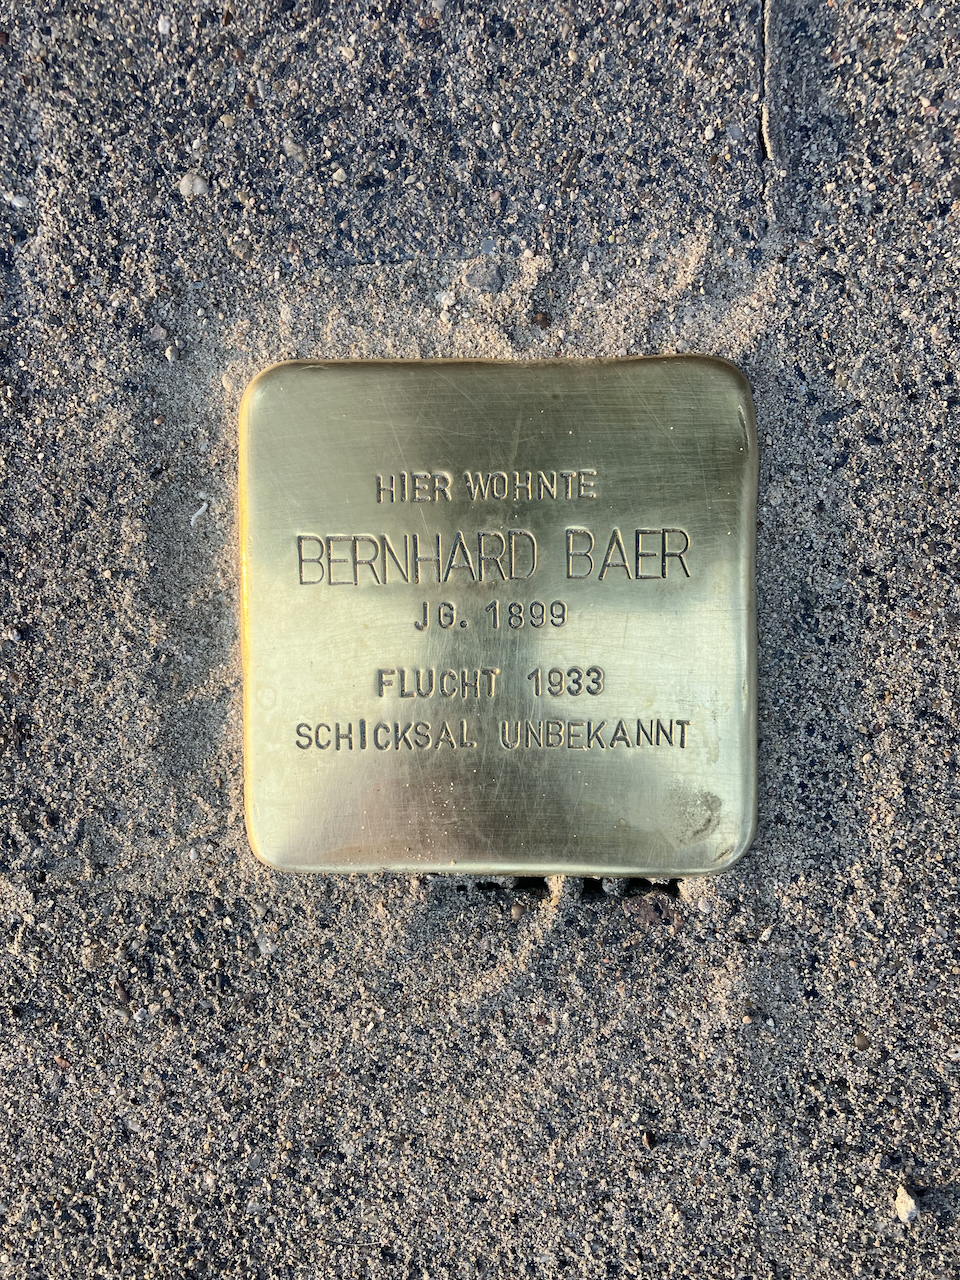 HIER WOHNTE
BERNHARD BAER
JG. 1899
FLUCHT 1933
SCHICKSAL UNBEKANNT